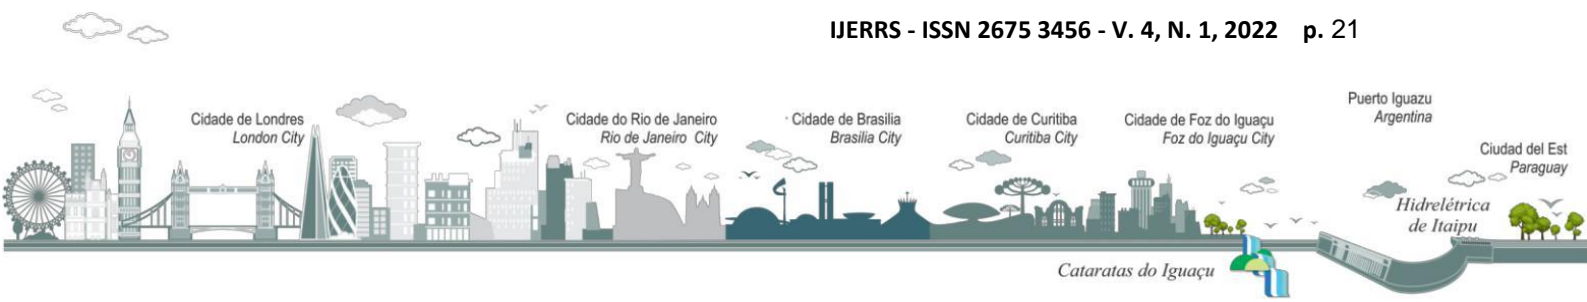 IJERRS - ISSN 2675 3456 - V. 4, N. 1, 2022 p. 21
Cidade de Londres
London City
Cidade do Rio de Janeiro
Rio de Janeiro City
Cidade de Brasilia
Brasilia City
Cidade de Curitiba
Curitiba City
Cidade de Foz do Iguaçu
Foz do Iguaçu City
Puerto Iguazu
Argentina
Ciudad del Est
Paraguay
Hidrelétrica
de Itaipu
Cataratas do Iguaçu